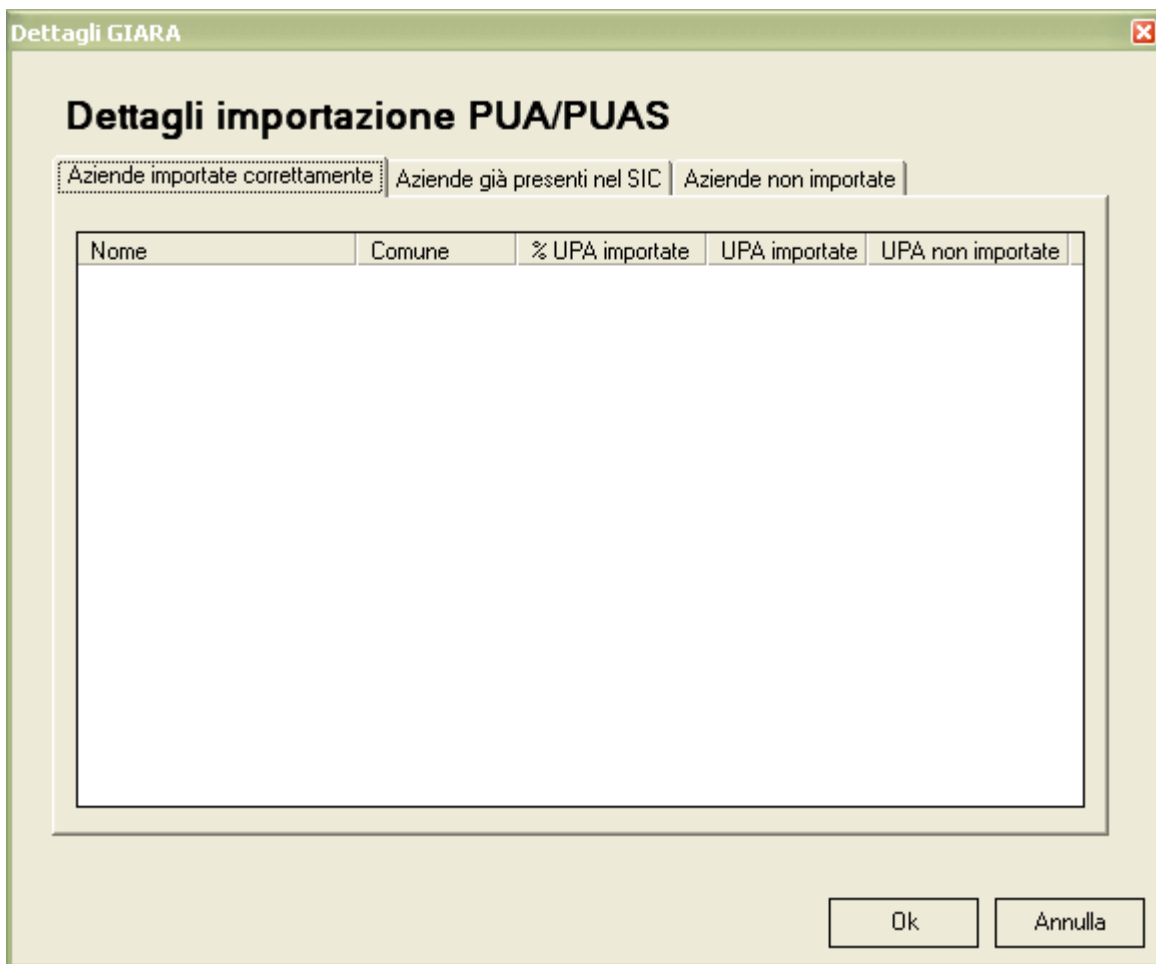 Dettagli GIARA
Dettagli importazione PUA/PUAS
Aziende importate correttamente Aziende già presenti nel SIC Aziende non importate
Nome Comune % UPA importate UPA importate UPA non importate
Ok Annulla